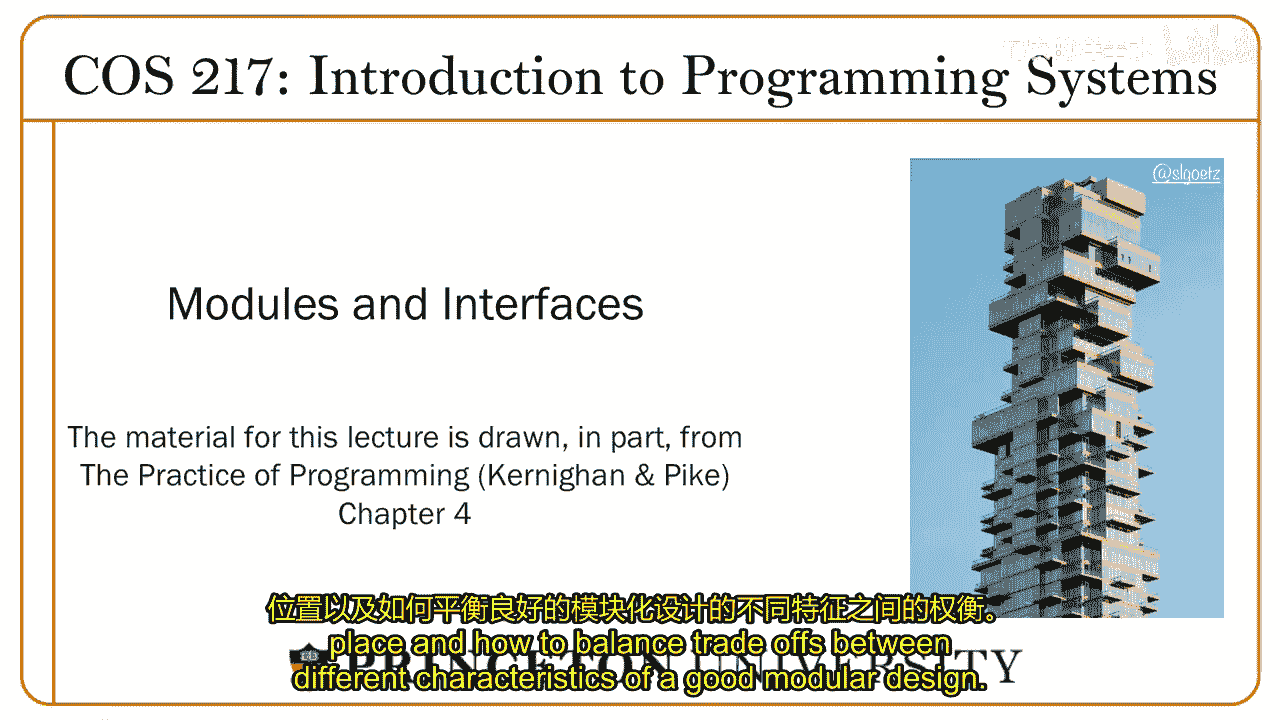 COS 217: Introduction to Programming Systems
@slgoetz
Modules and Interfaces
The material for this lecture is drawn, in part, from
The Practice of Programming (Kernighan & Pike)
Chapter 4
位置以及如何平衡良好的模块化设计的不同特征之间的权衡。
place and how to balance trade offs between
different characteristics of a good modular design.
PRINCETON UNIVERSITY